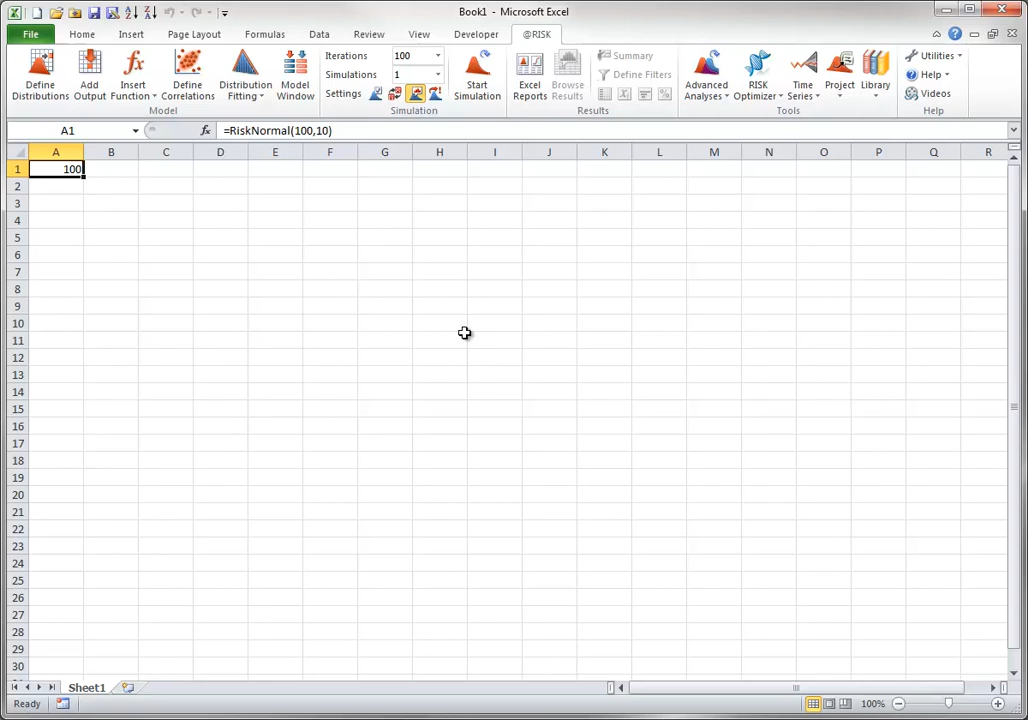 Book1 - Microsoft Excel
File Home Insert Page Layout Formulas Data Review View Developer @RISK
Define Distributions
Add Output
Insert Function
Define Correlations
Distribution Fitting
Model Window
Model
Iterations 100
Simulations 1
Settings
Start Simulation
Simulation
Excel Reports
Browse Results
Summary
Define Filters
Results
Advanced Analyses
RISK Optimizer
Time Series
Project
Library
Tools
Utilities
Help
Videos
Help
A1 fx =RiskNormal(100,10)
A B C D E F G H I J K L M N O P Q R
1 100
2
3
4
5
6
7
8
9
10
11
12
13
14
15
16
17
18
19
20
21
22
23
24
25
26
27
28
29
30
Sheet1
Ready 100%